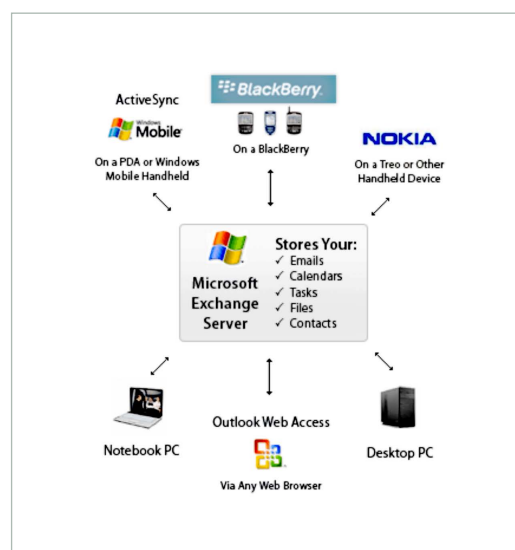 BlackBerry
ActiveSync
Windows
Mobile
On a PDA or Windows
Mobile Handheld
On a BlackBerry
NOKIA
On a Treo or Other
Handheld Device
Microsoft
Exchange
Server
Stores Your:
✓ Emails
✓ Calendars
✓ Tasks
✓ Files
✓ Contacts
Notebook PC
Outlook Web Access
Via Any Web Browser
Desktop PC